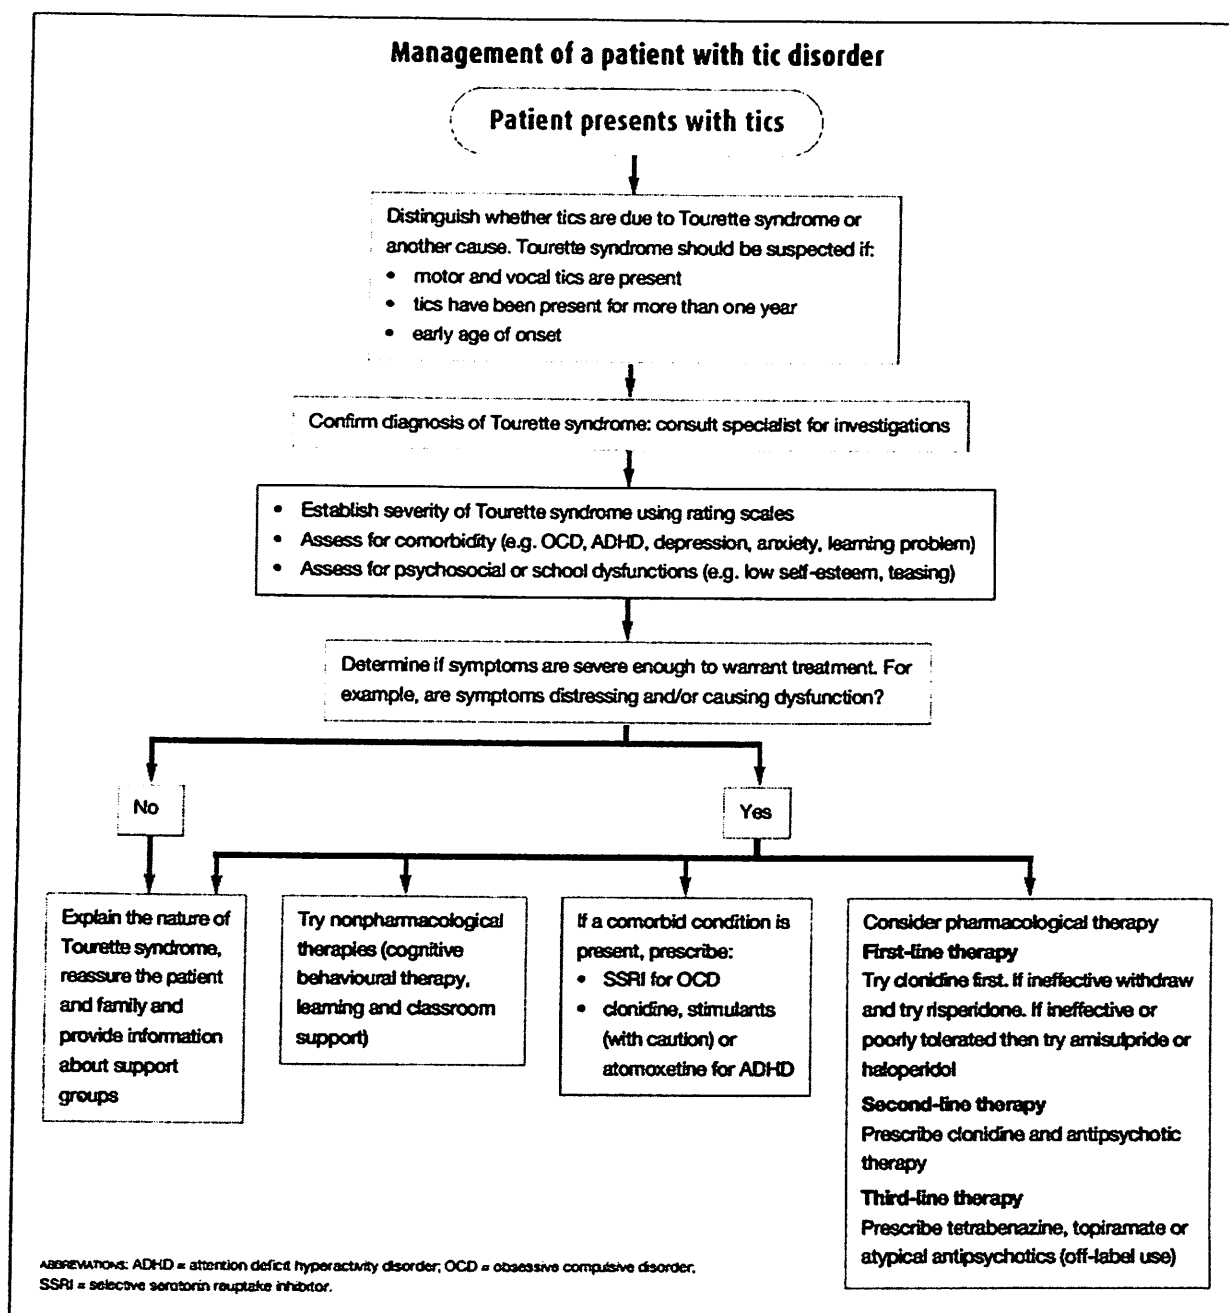 Management of a patient with tic disorder
Patient presents with tics
Distinguish whether tics are due to Tourette syndrome or
another cause. Tourette syndrome should be suspected if:
• motor and vocal tics are present
• tics have been present for more than one year
• early age of onset
Confirm diagnosis of Tourette syndrome: consult specialist for investigations
• Establish severity of Tourette syndrome using rating scales
• Assess for comorbidity (e.g. OCD, ADHD, depression, anxiety, learning problem)
• Assess for psychosocial or school dysfunctions (e.g. low self-esteem, teasing)
Determine if symptoms are severe enough to warrant treatment. For
example, are symptoms distressing and/or causing dysfunction?
No
Yes
Explain the nature of
Tourette syndrome,
reassure the patient
and family and
provide information
about support
groups
Try nonpharmacological
therapies (cognitive
behavioural therapy,
learning and classroom
support)
If a comorbid condition is
present, prescribe:
• SSRI for OCD
• clonidine, stimulants
(with caution) or
atomoxetine for ADHD
Consider pharmacological therapy
First-line therapy
Try clonidine first. If ineffective withdraw
and try risperidone. If ineffective or
poorly tolerated then try amisulpride or
haloperidol
Second-line therapy
Prescribe clonidine and antipsychotic
therapy
Third-line therapy
Prescribe tetrabenazine, topiramate or
atypical antipsychotics (off-label use)
ABBREVIATIONS: ADHD = attention deficit hyperactivity disorder; OCD = obsessive compulsive disorder;
SSRI = selective serotonin reuptake inhibitor.